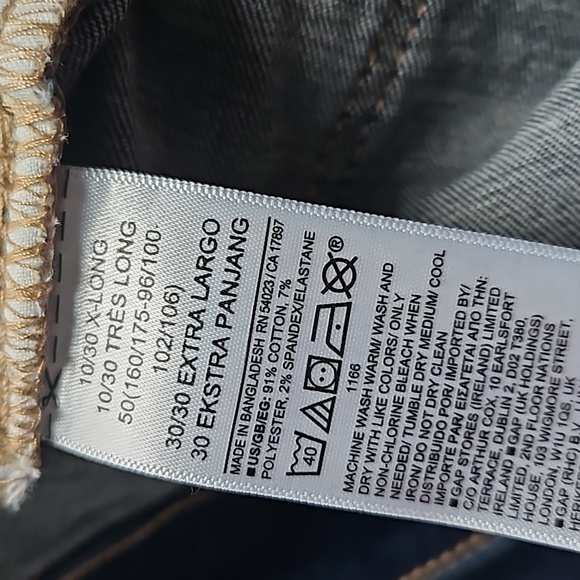 10/30 X-LONG
10/30 TRÈS LONG
50(160/175-96/100
102/106)
30/30 EXTRA LARGO
30 EKSTRA PANJANG
MADE IN BANGLADESH RN 54023 / CA 17897
■US/GB/EG: 91% COTTON, 7%
POLYESTER, 2% SPANDEX/ELASTANE
40 ®
1166
MACHINE WASH WARM/ WASH AND
DRY WITH LIKE COLORS/ ONLY
NON-CHLORINE BLEACH WHEN
NEEDED/ TUMBLE DRY MEDIUM/ COOL
IRON/ DO NOT DRY CLEAN
DISTRIBUIDO POR/ IMPORTED BY/
IMPORTE PAR/ ΕΙΣΑΓΕΤΑΙ ΑΠΟ ΤΗΝ:
■GAP STORES (IRELAND) LIMITED
C/O ARTHUR COX, 10 EARLSFORT
TERRACE, DUBLIN 2, D02 T380,
IRELAND ■GAP (UK HOLDINGS)
LIMITED, 2ND FLOOR NATIONS
HOUSE, 103 WIGMORE STREET,
LONDON, W1U 1QS, UK
■GAP (RHC) B.V.